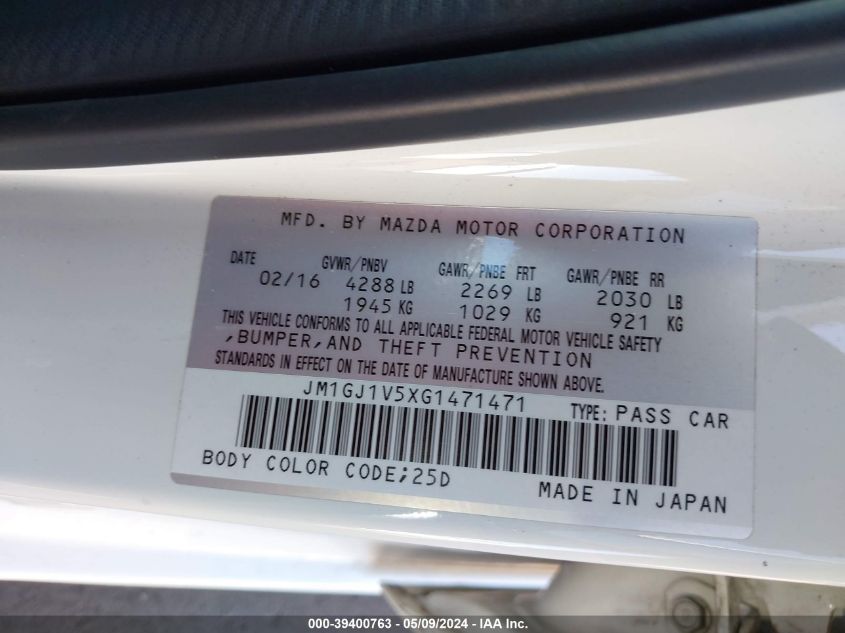 MFD. BY MAZDA MOTOR CORPORATION
DATE GVWR/PNBV GAWR/PNBE FRT GAWR/PNBE RR
02/16 4288 LB 2269 LB 2030 LB
1945 KG 1029 KG 921 KG
THIS VEHICLE CONFORMS TO ALL APPLICABLE FEDERAL MOTOR VEHICLE SAFETY
,BUMPER,AND THEFT PREVENTION
STANDARDS IN EFFECT ON THE DATE OF MANUFACTURE SHOWN ABOVE.
JM1GJ1V5XG1471471 TYPE: PASS CAR
BODY COLOR CODE;25D
MADE IN JAPAN
000-39400763 - 05/09/2024 - IAA Inc.